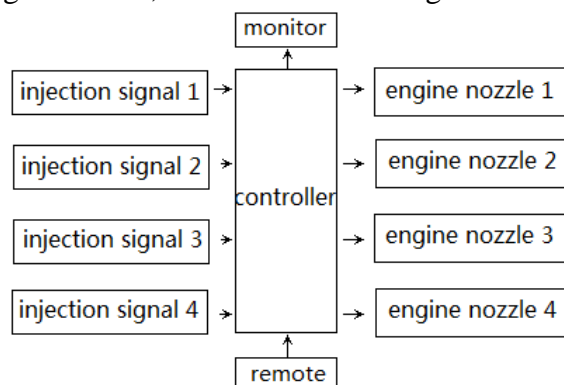 monitor
injection signal 1
engine nozzle 1
injection signal 2
engine nozzle 2
controller
injection signal 3
engine nozzle 3
injection signal 4
engine nozzle 4
remote